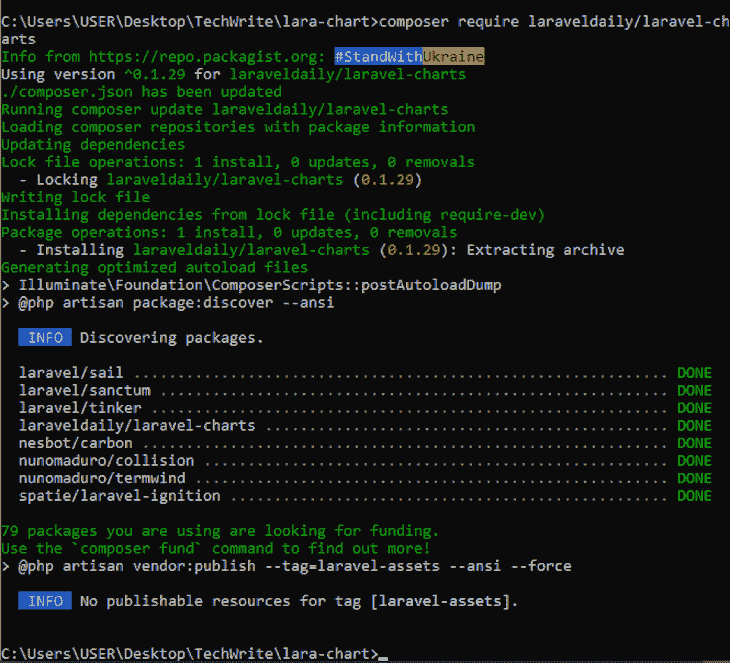 C:\Users\USER\Desktop\TechWrite\lara-chart>composer require laraveldaily/laravel-ch
arts
Info from https://repo.packagist.org: #StandWithUkraine
Using version ^0.1.29 for laraveldaily/laravel-charts
./composer.json has been updated
Running composer update laraveldaily/laravel-charts
Loading composer repositories with package information
Updating dependencies
Lock file operations: 1 install, 0 updates, 0 removals
  - Locking laraveldaily/laravel-charts (0.1.29)
Writing lock file
Installing dependencies from lock file (including require-dev)
Package operations: 1 install, 0 updates, 0 removals
  - Installing laraveldaily/laravel-charts (0.1.29): Extracting archive
Generating optimized autoload files
> Illuminate\Foundation\ComposerScripts::postAutoloadDump
> @php artisan package:discover --ansi
INFO  Discovering packages.
laravel/sail ............................................................. DONE
laravel/sanctum .......................................................... DONE
laravel/tinker ........................................................... DONE
laraveldaily/laravel-charts .............................................. DONE
nesbot/carbon ............................................................ DONE
nunomaduro/collision ..................................................... DONE
nunomaduro/termwind ...................................................... DONE
spatie/laravel-ignition .................................................. DONE
79 packages you are using are looking for funding.
Use the `composer fund` command to find out more!
> @php artisan vendor:publish --tag=laravel-assets --ansi --force
INFO  No publishable resources for tag [laravel-assets].
C:\Users\USER\Desktop\TechWrite\lara-chart>_